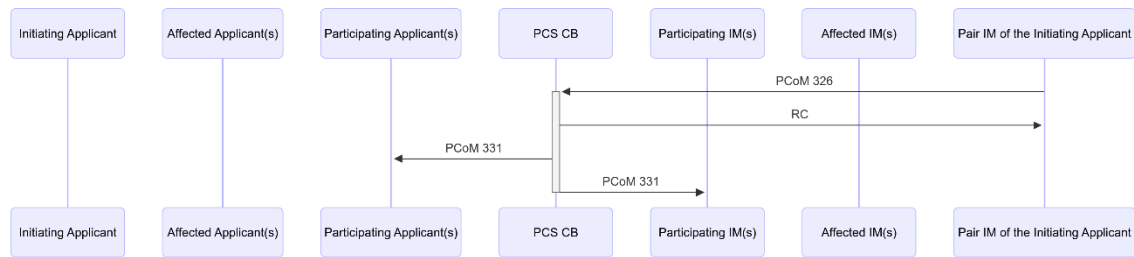 Initiating Applicant
Affected Applicant(s)
Participating Applicant(s)
PCS CB
Participating IM(s)
Affected IM(s)
Pair IM of the Initiating Applicant
PCoM 326
RC
PCoM 331
PCoM 331
Initiating Applicant
Affected Applicant(s)
Participating Applicant(s)
PCS CB
Participating IM(s)
Affected IM(s)
Pair IM of the Initiating Applicant